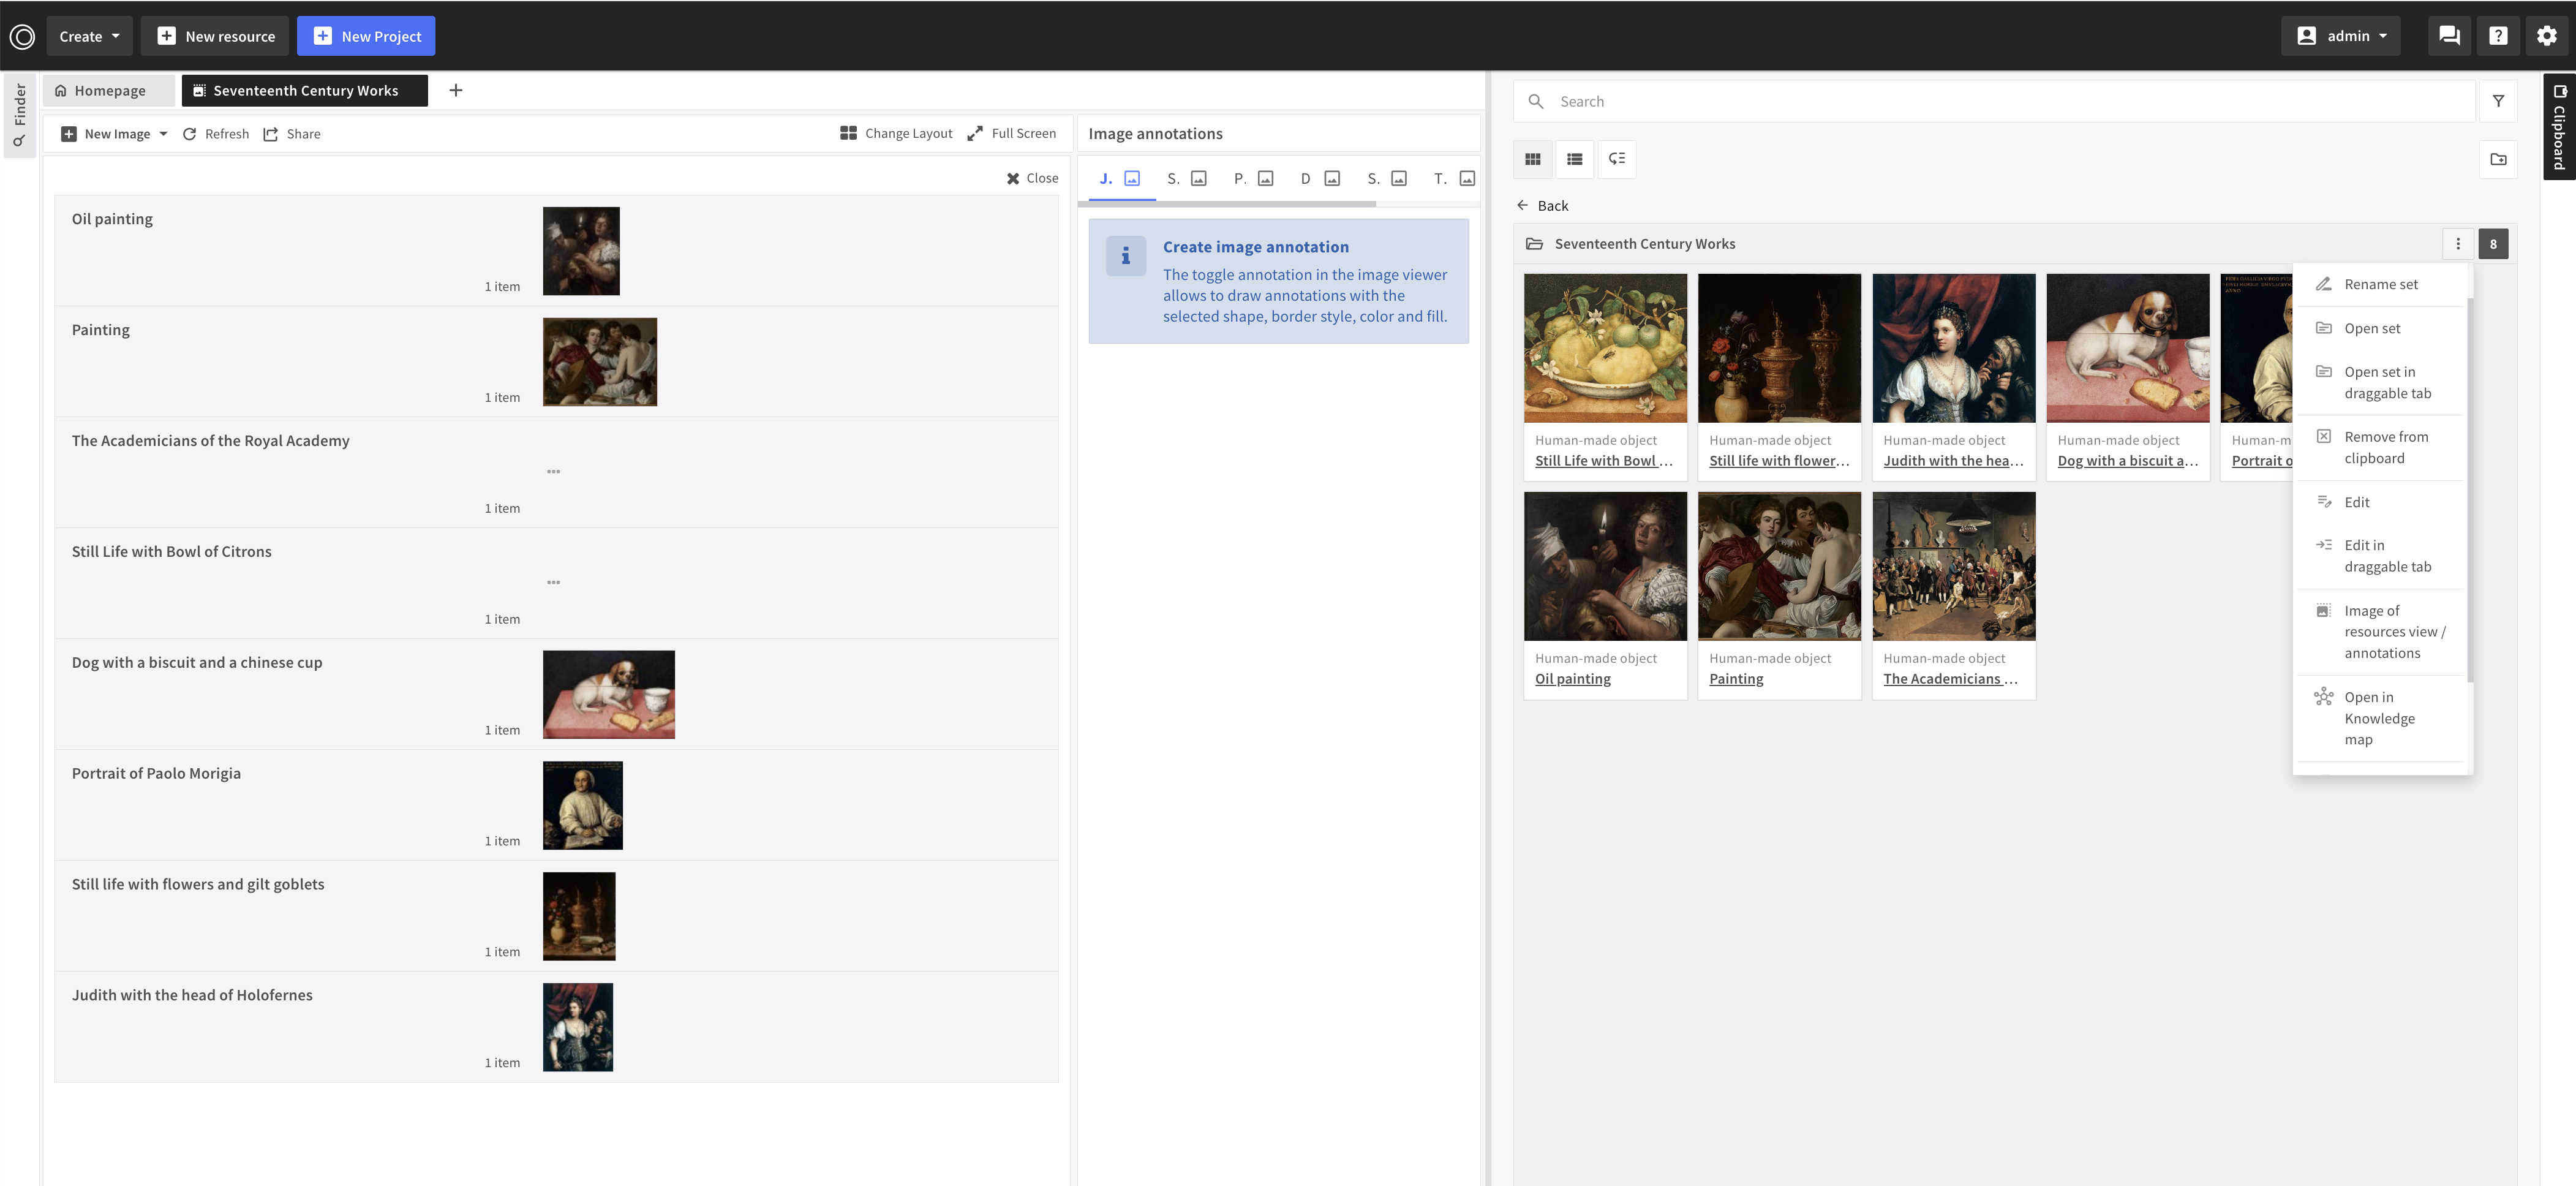 Create
New resource
New Project
admin
Finder
Homepage
Seventeenth Century Works
New Image
Refresh
Share
Change Layout
Full Screen
Close
Oil painting
1 item
Painting
1 item
The Academicians of the Royal Academy
1 item
Still Life with Bowl of Citrons
1 item
Dog with a biscuit and a chinese cup
1 item
Portrait of Paolo Morigia
1 item
Still life with flowers and gilt goblets
1 item
Judith with the head of Holofernes
1 item
Image annotations
J.
S.
P.
D
S.
T.
Create image annotation
The toggle annotation in the image viewer
allows to draw annotations with the
selected shape, border style, color and fill.
Search
Clipboard
Back
Seventeenth Century Works
8
Human-made object
Still Life with Bowl ...
Human-made object
Still life with flower...
Human-made object
Judith with the hea...
Human-made object
Dog with a biscuit a...
Human-m
Portrait o
Human-made object
Oil painting
Human-made object
Painting
Human-made object
The Academicians ...
Rename set
Open set
Open set in
draggable tab
Remove from
clipboard
Edit
Edit in
draggable tab
Image of
resources view /
annotations
Open in
Knowledge
map